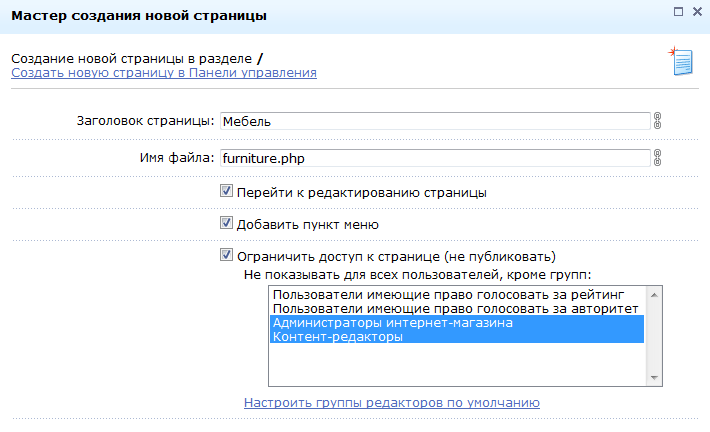 Мастер создания новой страницы
Создание новой страницы в разделе /
Создать новую страницу в Панели управления
Заголовок страницы: Мебель
Имя файла: furniture.php
Перейти к редактированию страницы
Добавить пункт меню
Ограничить доступ к странице (не публиковать)
Не показывать для всех пользователей, кроме групп:
Пользователи имеющие право голосовать за рейтинг
Пользователи имеющие право голосовать за авторитет
Администраторы интернет-магазина
Контент-редакторы
Настроить группы редакторов по умолчанию